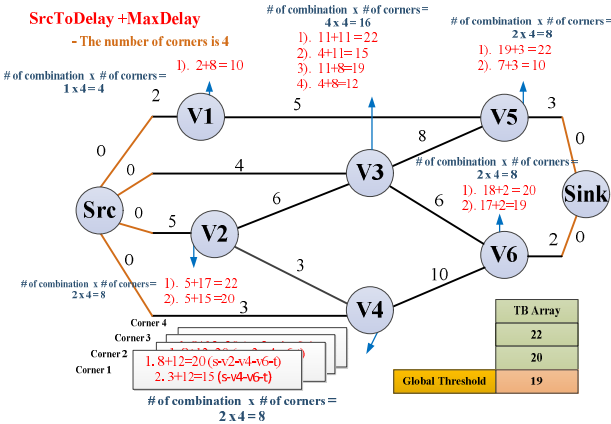 SrcToDelay +MaxDelay
- The number of corners is 4
# of combination x # of corners=
1 x 4= 4
1). 2+8= 10
# of combination x # of corners=
4 x 4= 16
1). 11+11= 22
2). 4+11= 15
3). 11+8=19
4). 4+8=12
# of combination x # of corners=
2 x 4= 8
1). 19+3= 22
2). 7+3= 10
2
V1
5
V5
3
0
0
0
0
0
0
4
V3
8
Src
Sink
# of combination x # of corners=
2 x 4= 8
1). 18+2= 20
2). 17+2=19
5
V2
6
6
V6
2
3
10
# of combination x # of corners=
2 x 4= 8
1). 5+17= 22
2). 5+15=20
3
V4
Corner 4
Corner 3
Corner 2
Corner 1
1. 8+12=20 (s-v2-v4-v6-t)
2. 3+12=15 (s-v4-v6-t)
# of combination x # of corners=
2 x 4= 8
TB Array
22
20
Global Threshold 19